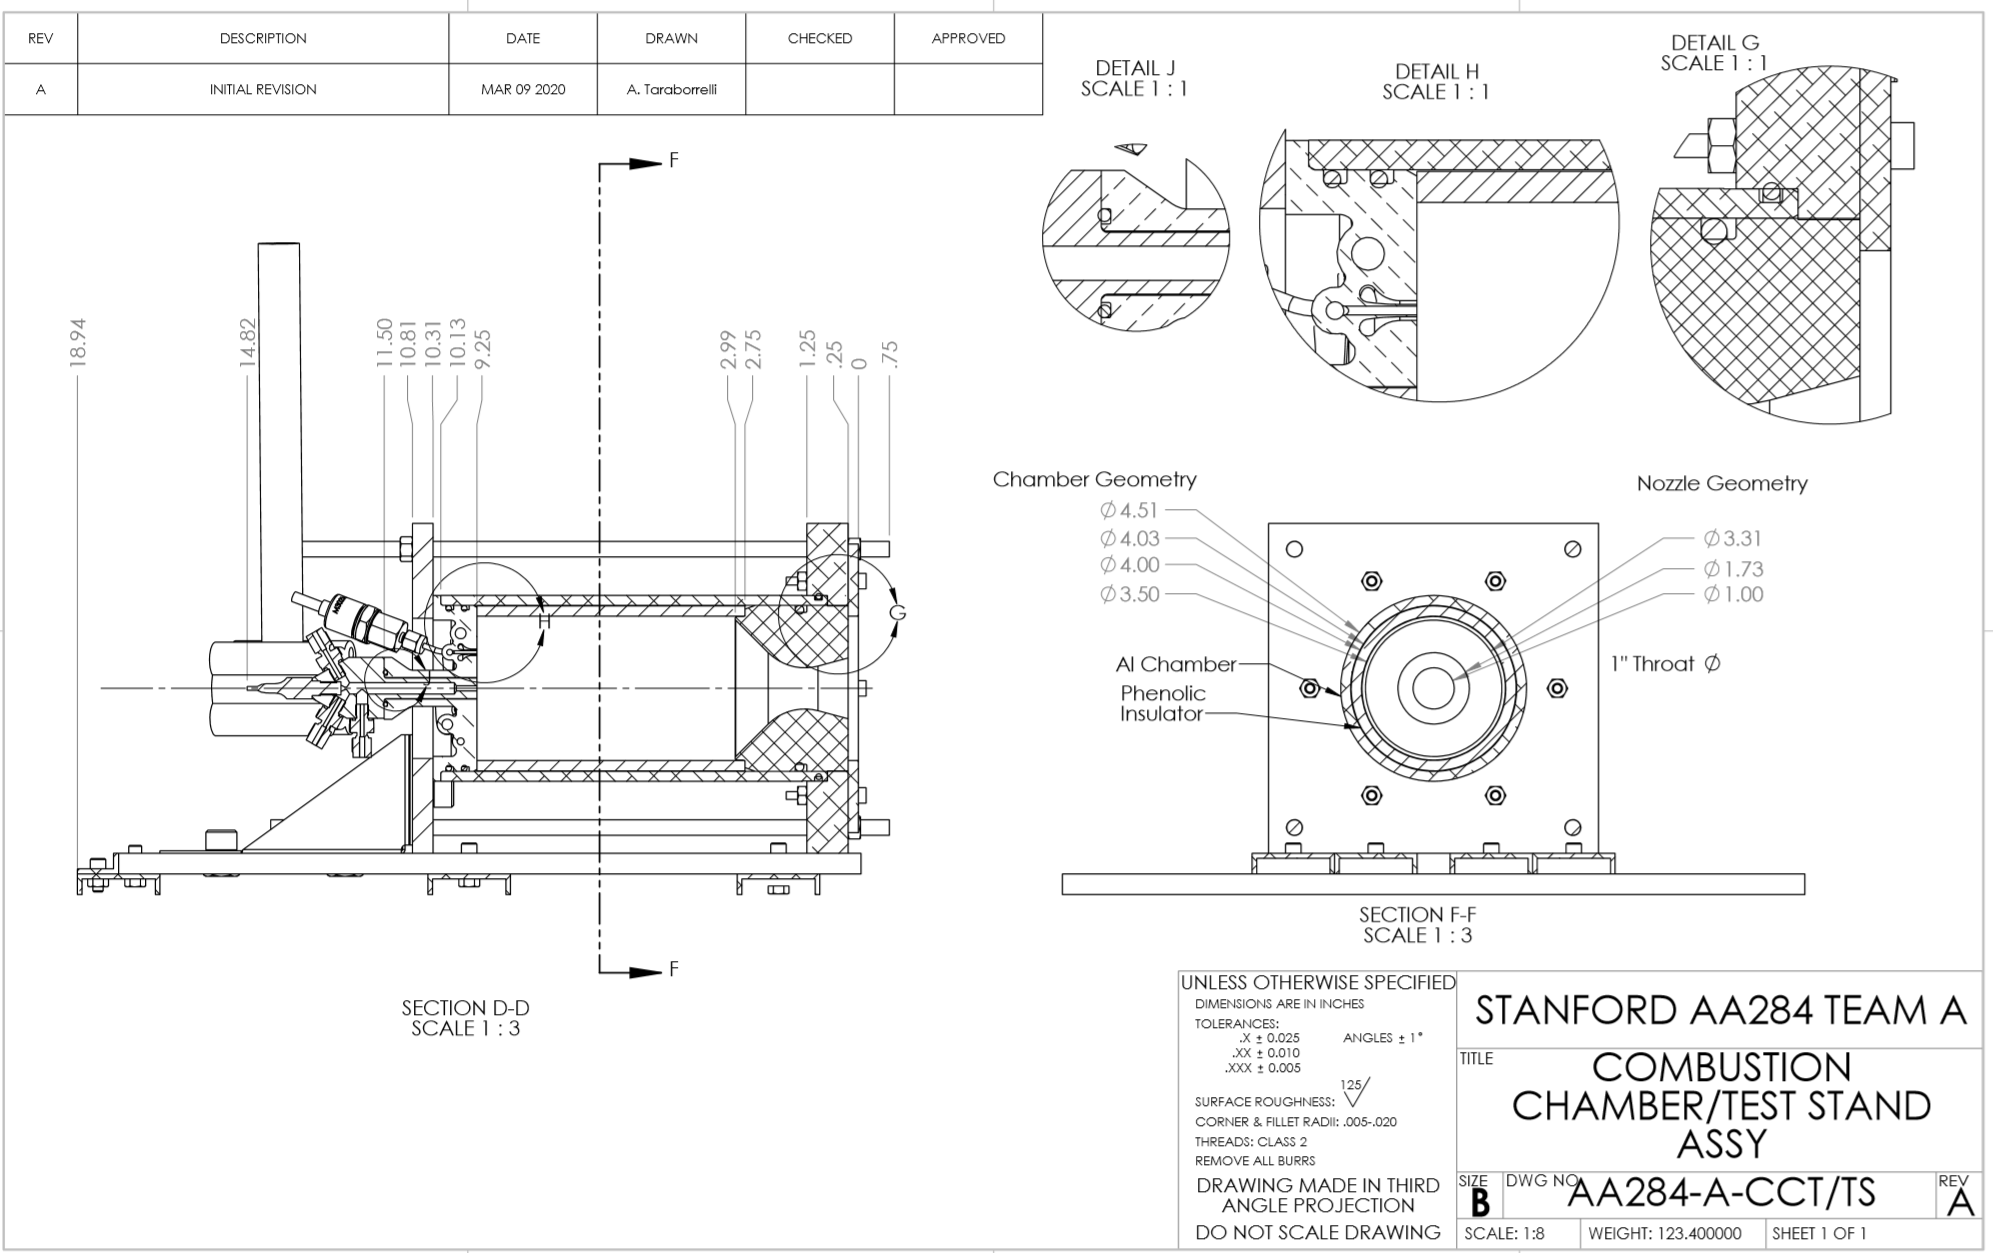 REV DESCRIPTION DATE DRAWN CHECKED APPROVED
A INITIAL REVISION MAR 09 2020 A. Taraborrelli
DETAIL J
SCALE 1 : 1
DETAIL H
SCALE 1 : 1
DETAIL G
SCALE 1 : 1
F
18.94
14.82
11.50
10.81
10.31
10.13
9.25
2.99
2.75
1.25
.25
0
.75
H
G
F
SECTION D-D
SCALE 1 : 3
Chamber Geometry
Ø4.51
Ø4.03
Ø4.00
Ø3.50
Nozzle Geometry
Ø3.31
Ø1.73
Ø1.00
1" Throat Ø
Al Chamber
Phenolic
Insulator
SECTION F-F
SCALE 1 : 3
UNLESS OTHERWISE SPECIFIED
DIMENSIONS ARE IN INCHES
TOLERANCES:
.X ± 0.025 ANGLES ± 1°
.XX ± 0.010
.XXX ± 0.005
125
SURFACE ROUGHNESS:
CORNER & FILLET RADII: .005-.020
THREADS: CLASS 2
REMOVE ALL BURRS
DRAWING MADE IN THIRD
ANGLE PROJECTION
DO NOT SCALE DRAWING
STANFORD AA284 TEAM A
TITLE
COMBUSTION
CHAMBER/TEST STAND
ASSY
SIZE
B
DWG NO
AA284-A-CCT/TS
REV
A
SCALE: 1:8
WEIGHT: 123.400000
SHEET 1 OF 1